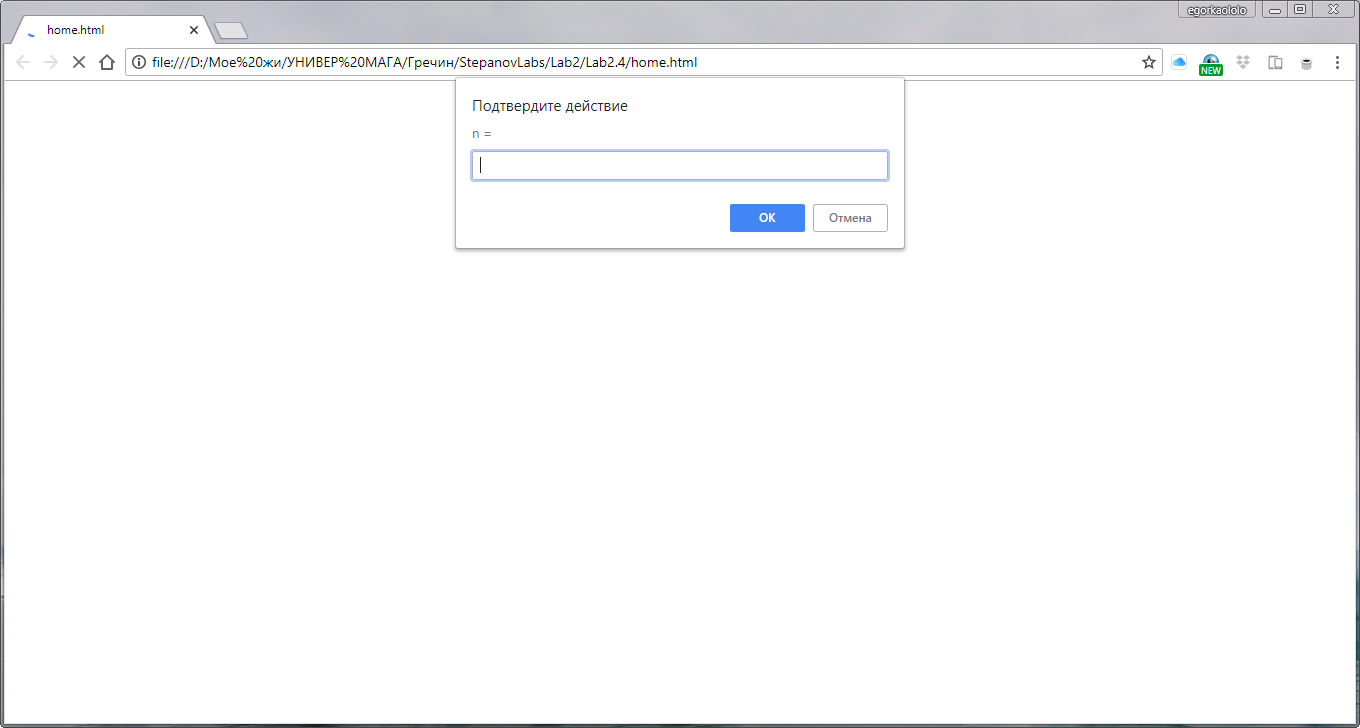 egorkaololo
home.html
file:///D:/Мое%20жи/УНИВЕР%20МАГА/Гречин/StepanovLabs/Lab2/Lab2.4/home.html
NEW
Подтвердите действие
n =
ОК
Отмена